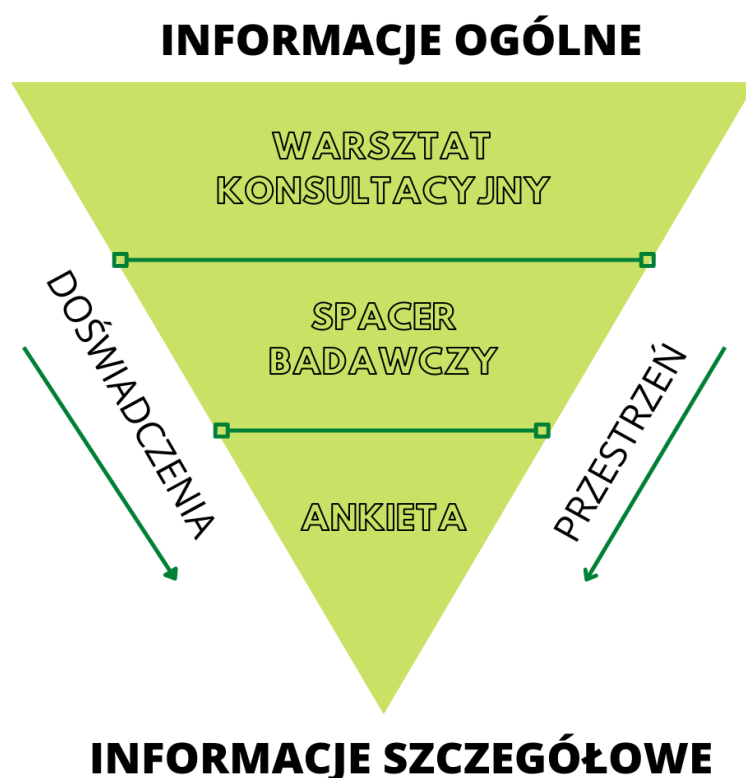 INFORMACJE OGÓLNE
WARSZTAT
KONSULTACYJNY
DOŚWIADCZENIA
SPACER
BADAWCZY
PRZESTRZEŃ
ANKIETA
INFORMACJE SZCZEGÓŁOWE